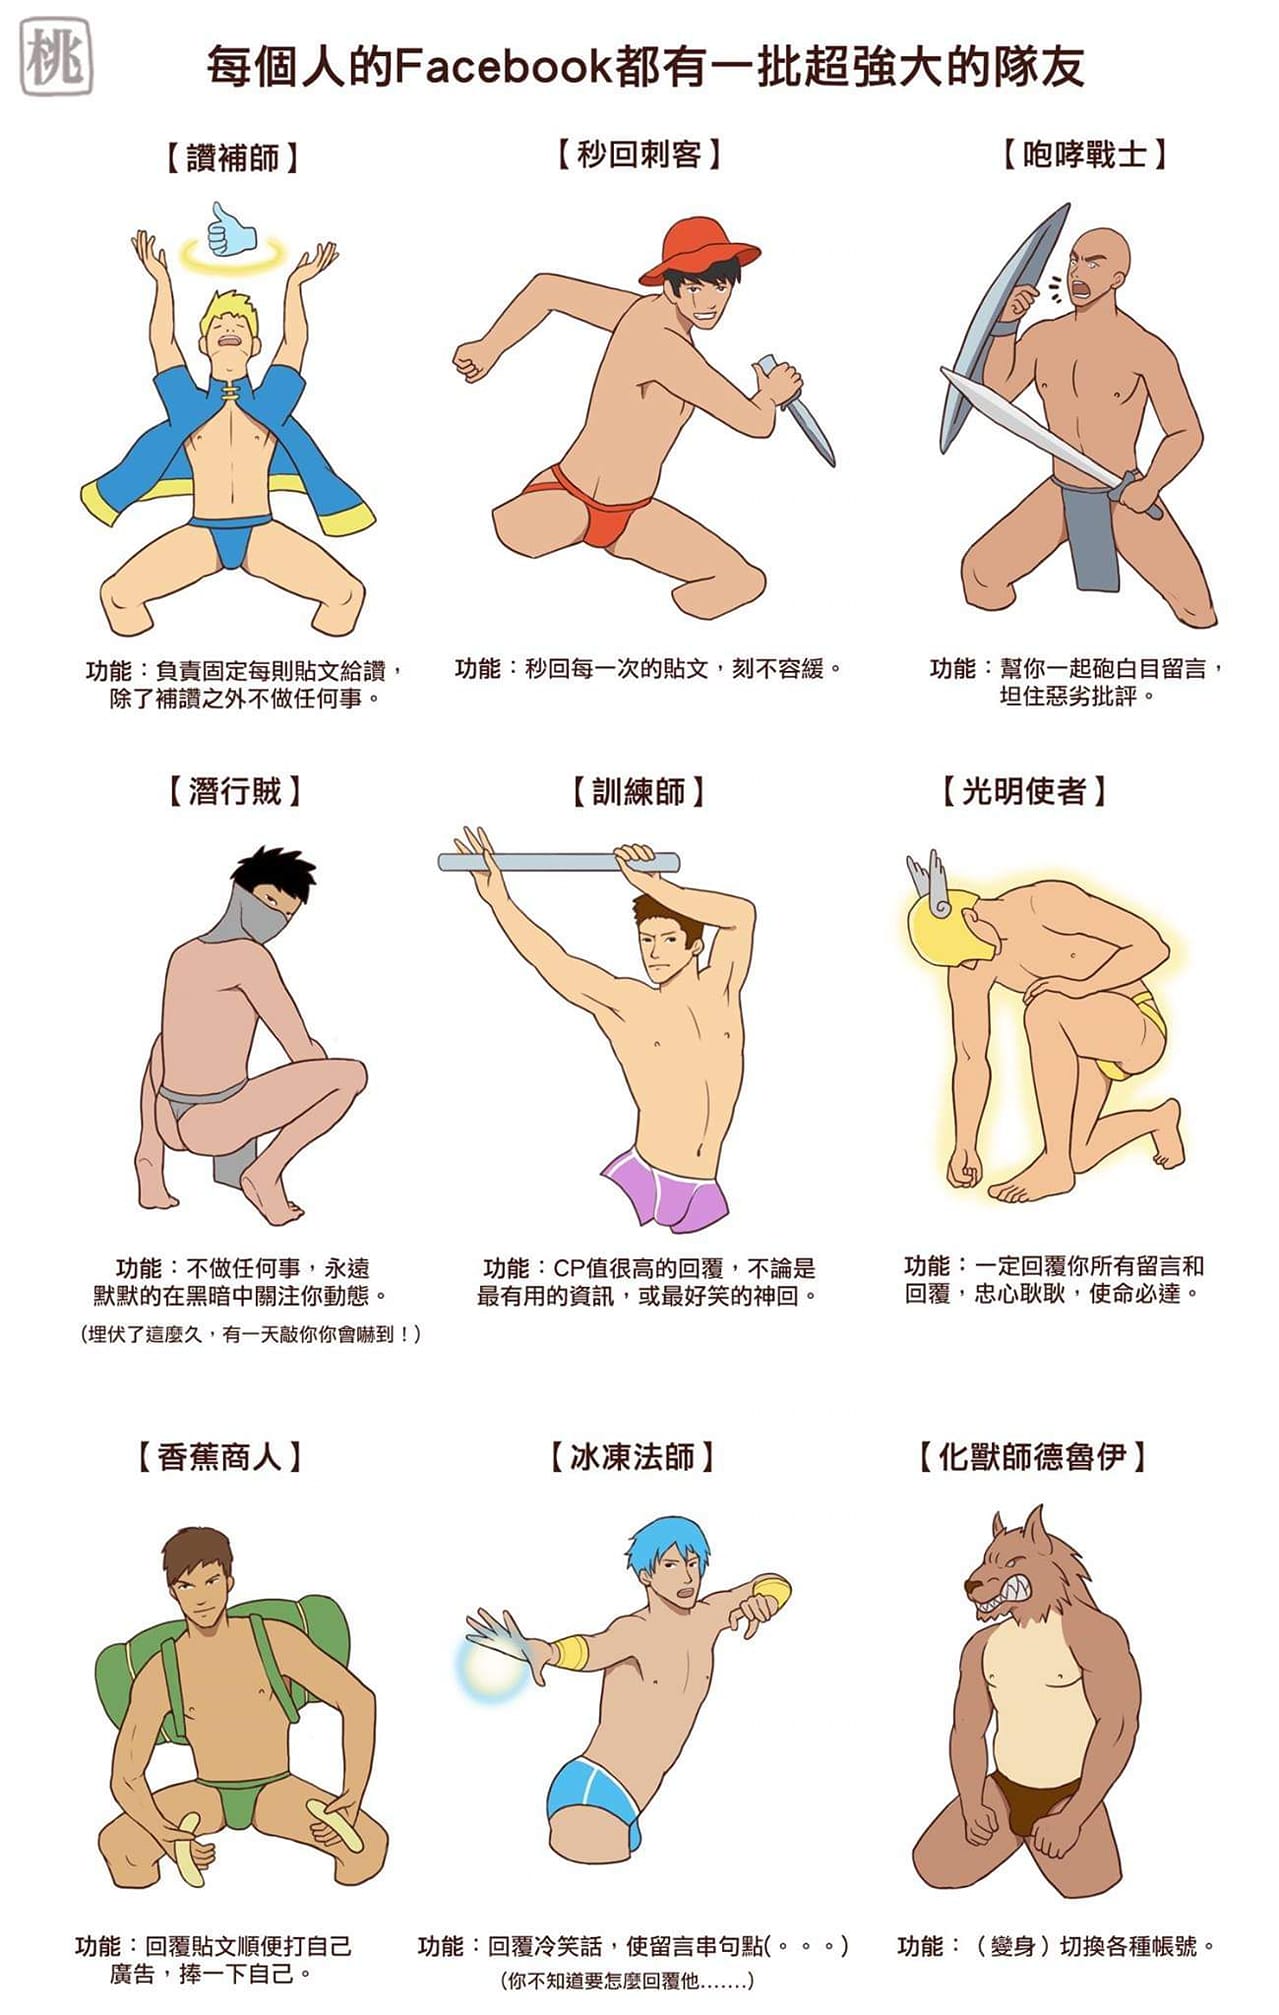 桃
每個人的Facebook都有一批超強大的隊友
【讚補師】
【秒回刺客】
【咆哮戰士】
功能：負責固定每則貼文給讚，
除了補讚之外不做任何事。
功能：秒回每一次的貼文，刻不容緩。
功能：幫你一起砲白目留言，
坦住惡劣批評。
【潛行賊】
【訓練師】
【光明使者】
功能：不做任何事，永遠
默默的在黑暗中關注你動態。
(埋伏了這麼久，有一天敲你你會嚇到！)
功能：CP值很高的回覆，不論是
最有用的資訊，或最好笑的神回。
功能：一定回覆你所有留言和
回覆，忠心耿耿，使命必達。
【香蕉商人】
【冰凍法師】
【化獸師德魯伊】
功能：回覆貼文順便打自己
廣告，捧一下自己。
功能：回覆冷笑話，使留言串句點(。。。)
(你不知道要怎麼回覆他.......)
功能：（變身）切換各種帳號。